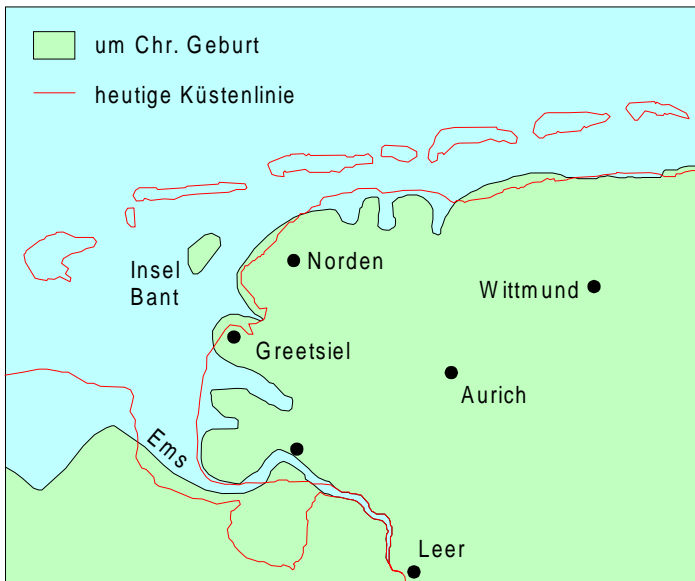 um Chr. Geburt
heutige Küstenlinie
Insel
Bant
Norden
Wittmund
Greetsiel
Aurich
Ems
Leer